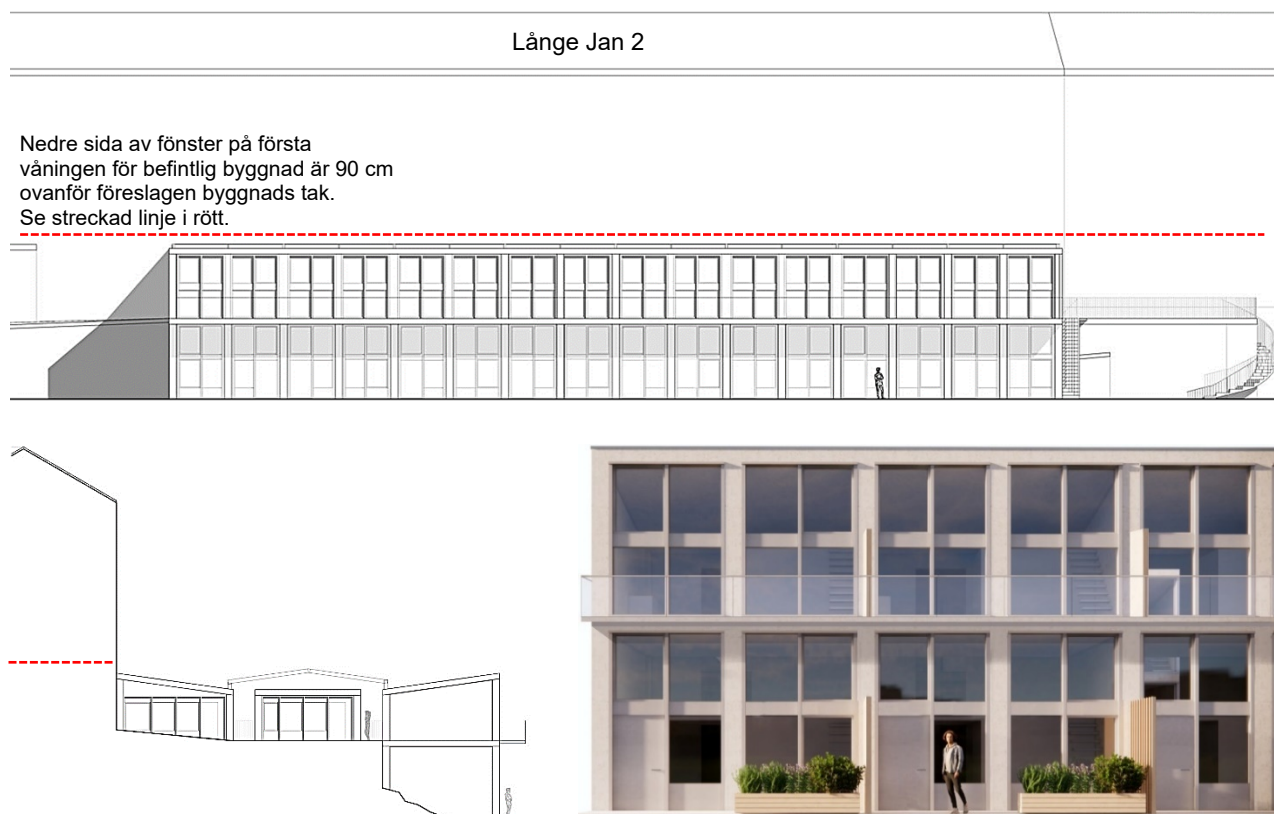 Långe Jan 2
Nedre sida av fönster på första
våningen för befintlig byggnad är 90 cm
ovanför föreslagen byggnads tak.
Se streckad linje i rött.